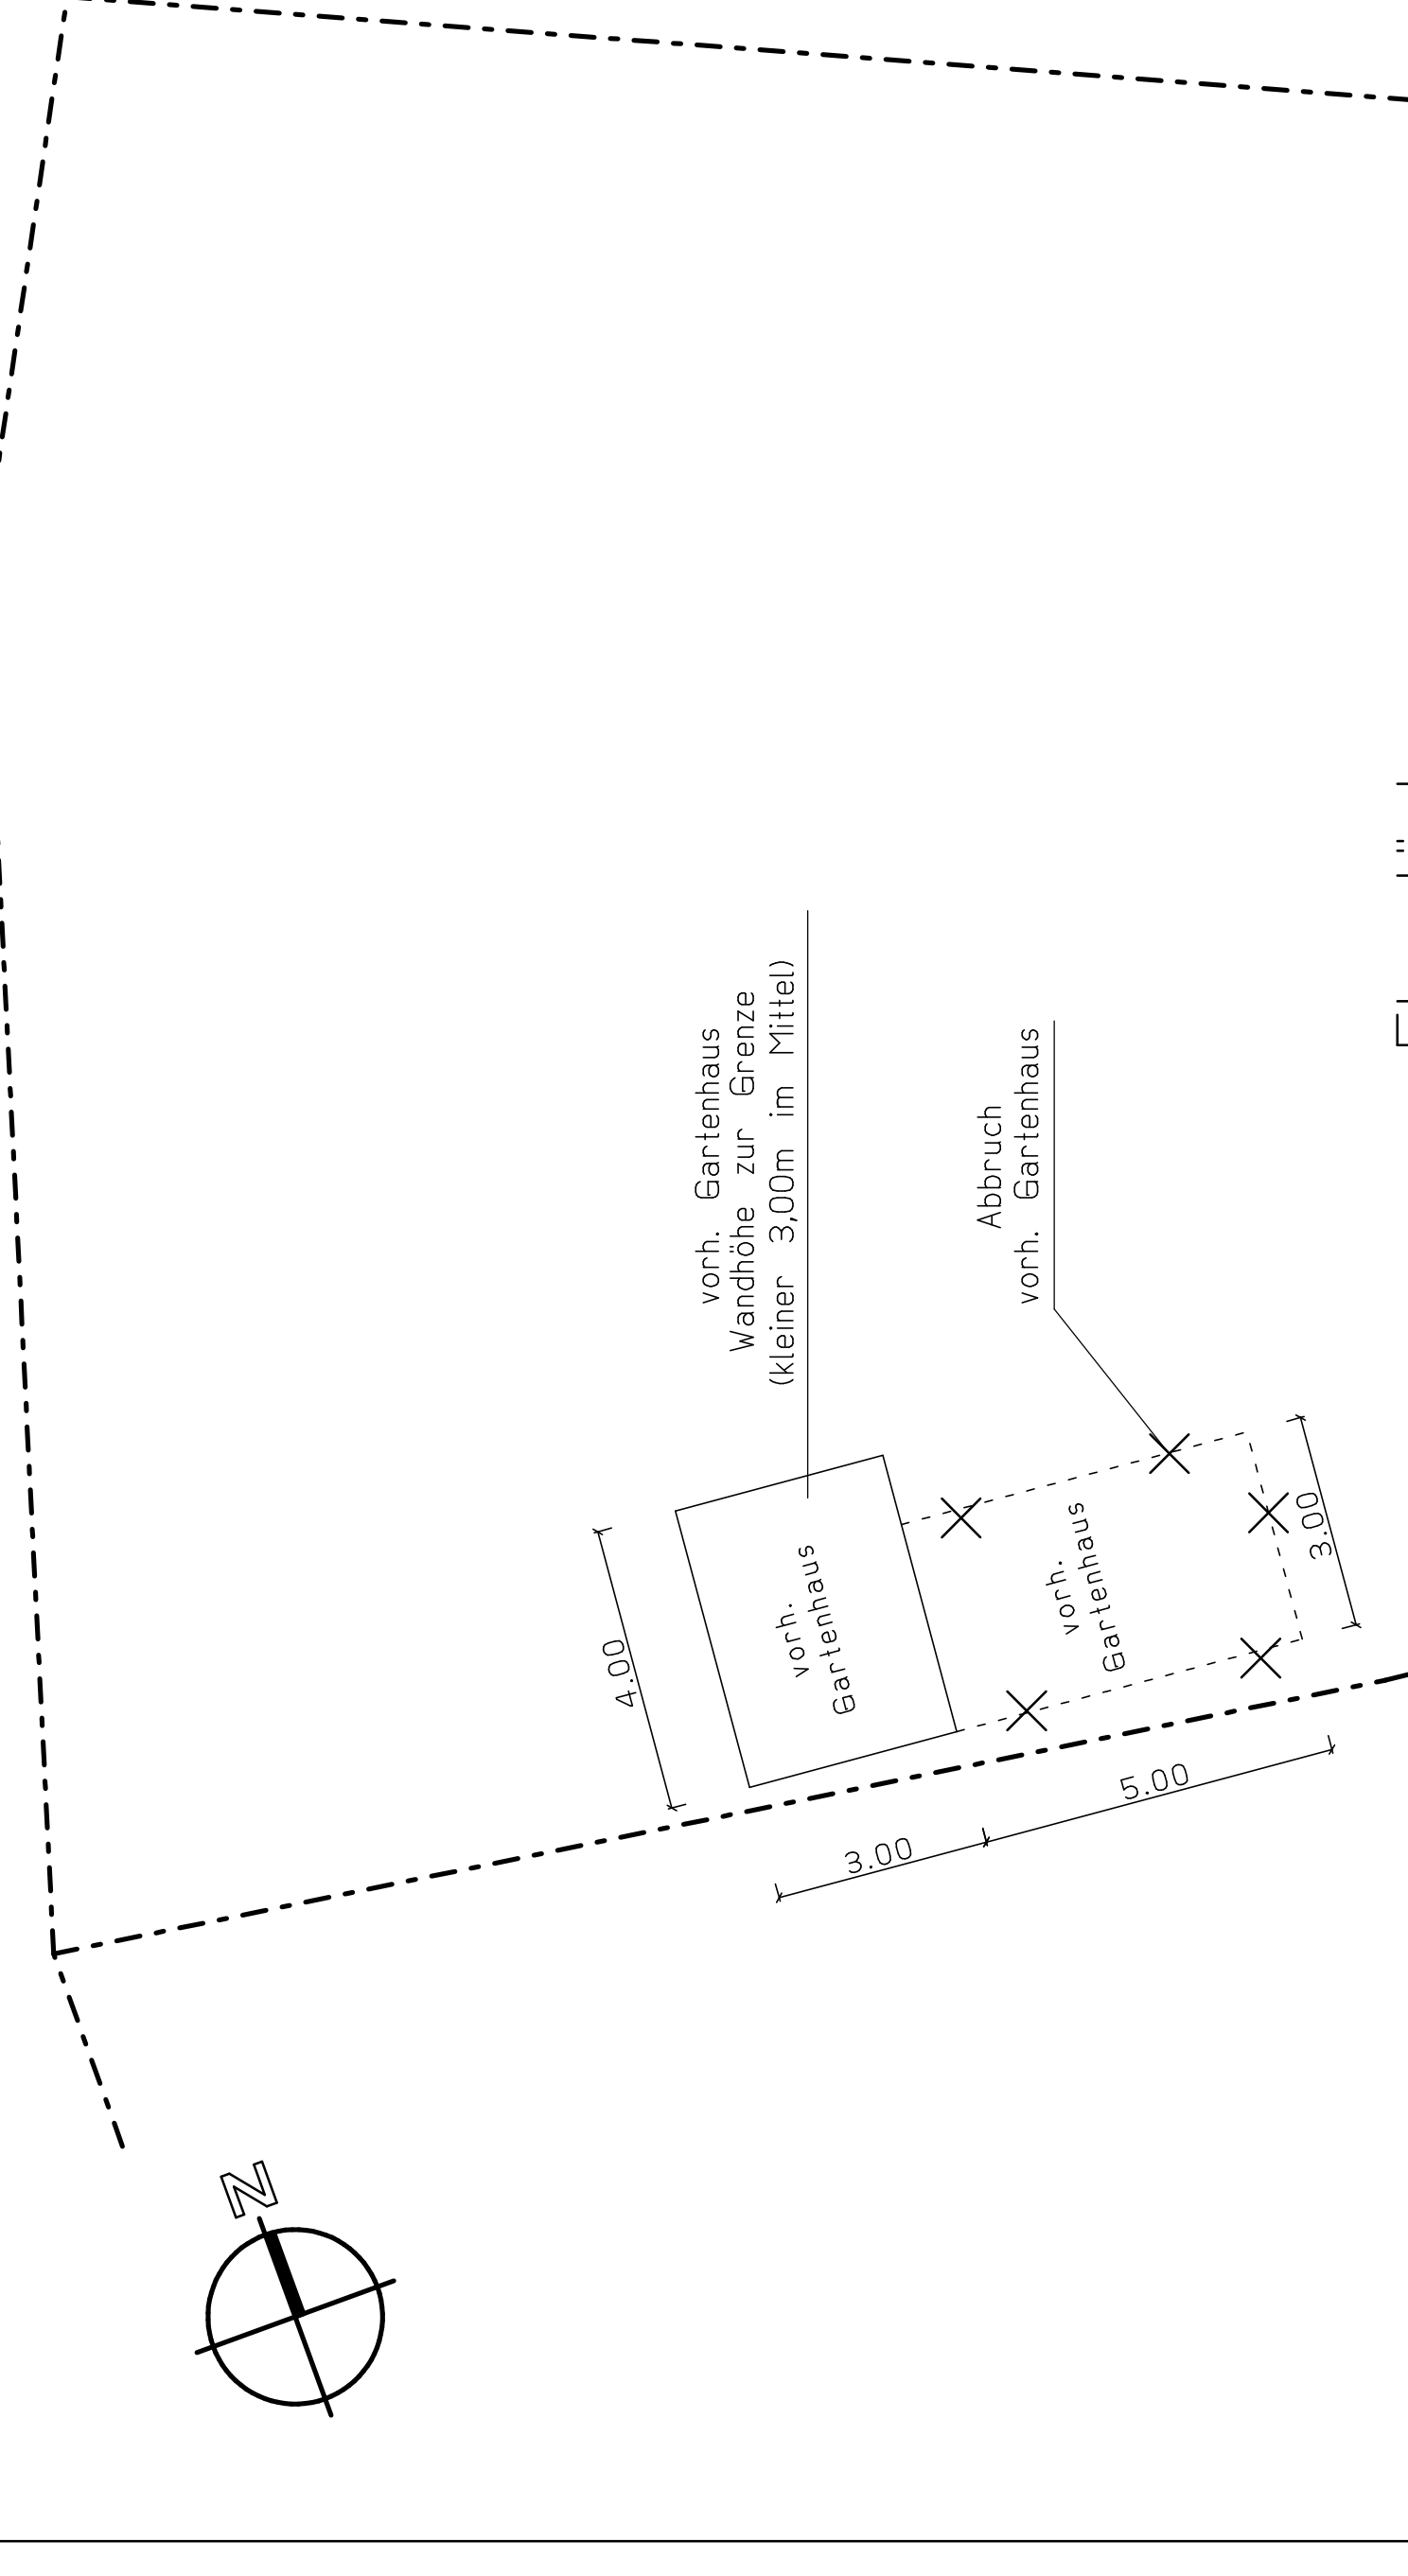 vorh. Gartenhaus
Wandhöhe zur Grenze
(kleiner 3,00m im Mittel)
Abbruch
vorh. Gartenhaus
4.00
vorh.
Gartenhaus
vorh.
Gartenhaus
3.00
3.00
5.00
N